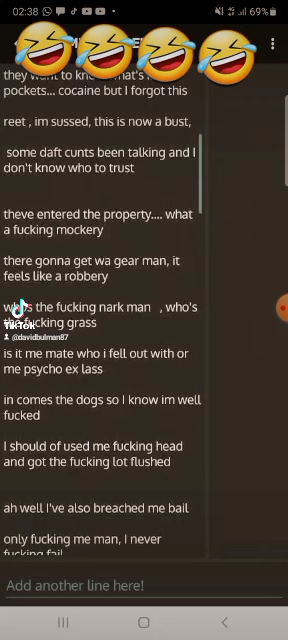 02:38
69%
they want to
pockets... cocaine but I forgot this
reet , im sussed, this is now a bust,
some daft cunts been talking and I
don't know who to trust
theve entered the property.... what
a fucking mockery
there gonna get wa gear man, it
feels like a robbery
the fucking nark man , who's
the fucking grass
TikTok
@davidbulman87
is it me mate who i fell out with or
me psycho ex lass
in comes the dogs so I know im well
fucked
I should of used me fucking head
and got the fucking lot flushed
ah well I've also breached me bail
only fucking me man, I never
fucking fail
Add another line here!